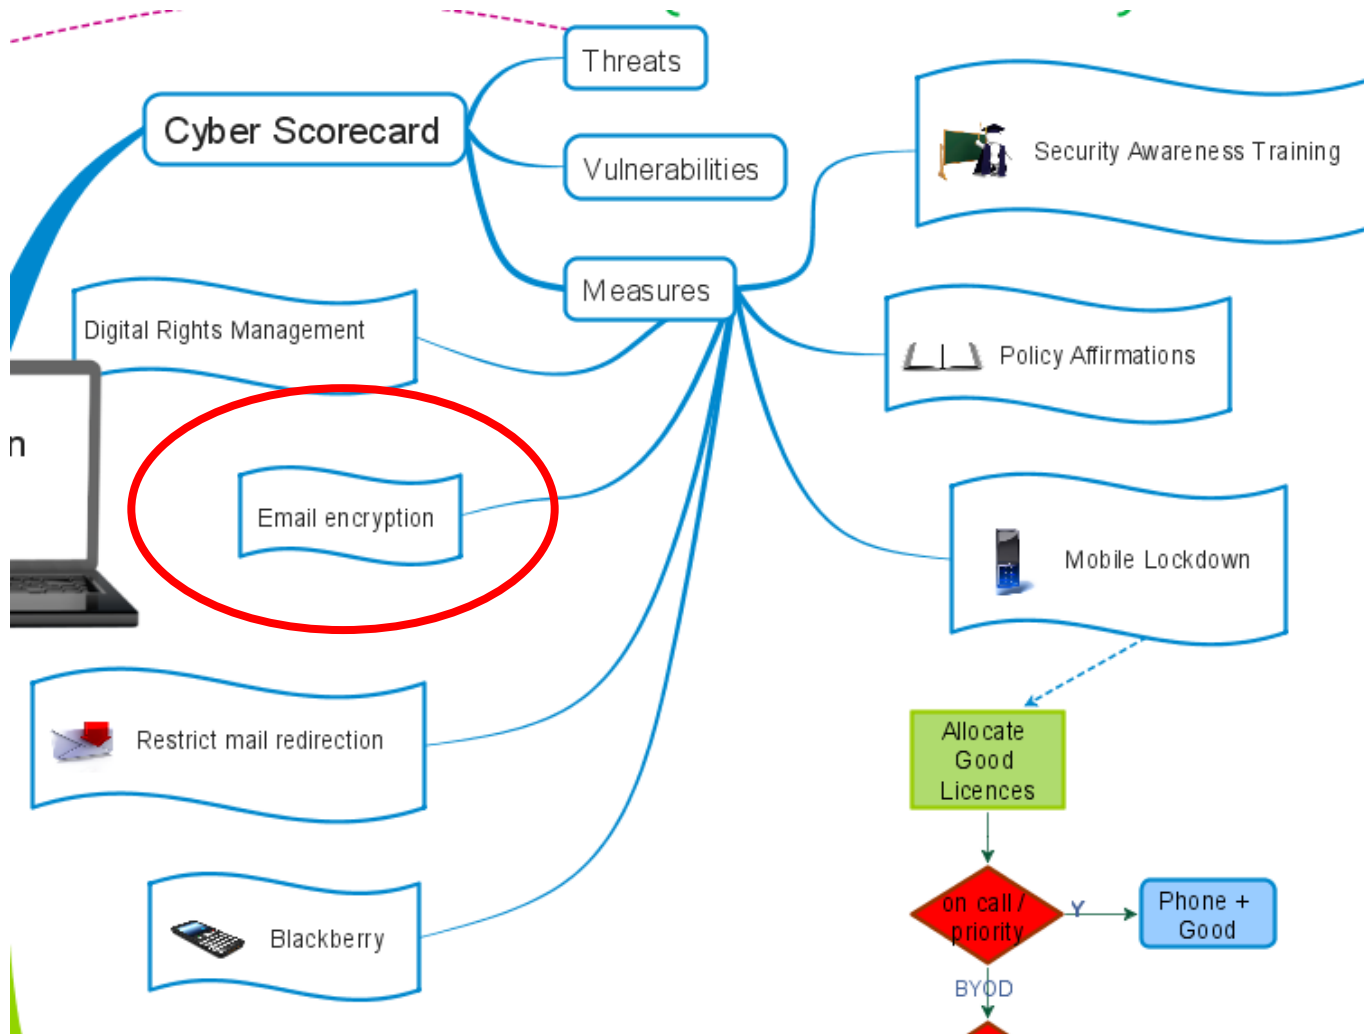 Threats
Cyber Scorecard
Vulnerabilities
Security Awareness Training
Measures
Digital Rights Management
Policy Affirmations
n
Email encryption
Mobile Lockdown
Restrict mail redirection
Allocate
Good
Licences
on call /
priority
Y
Phone +
Good
Blackberry
BYOD